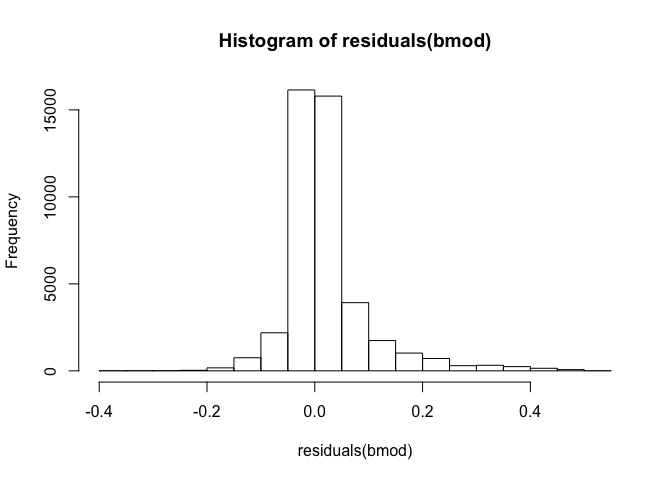 Histogram of residuals(bmod)
Frequency
15000
10000
5000
0
-0.4 -0.2 0.0 0.2 0.4
residuals(bmod)